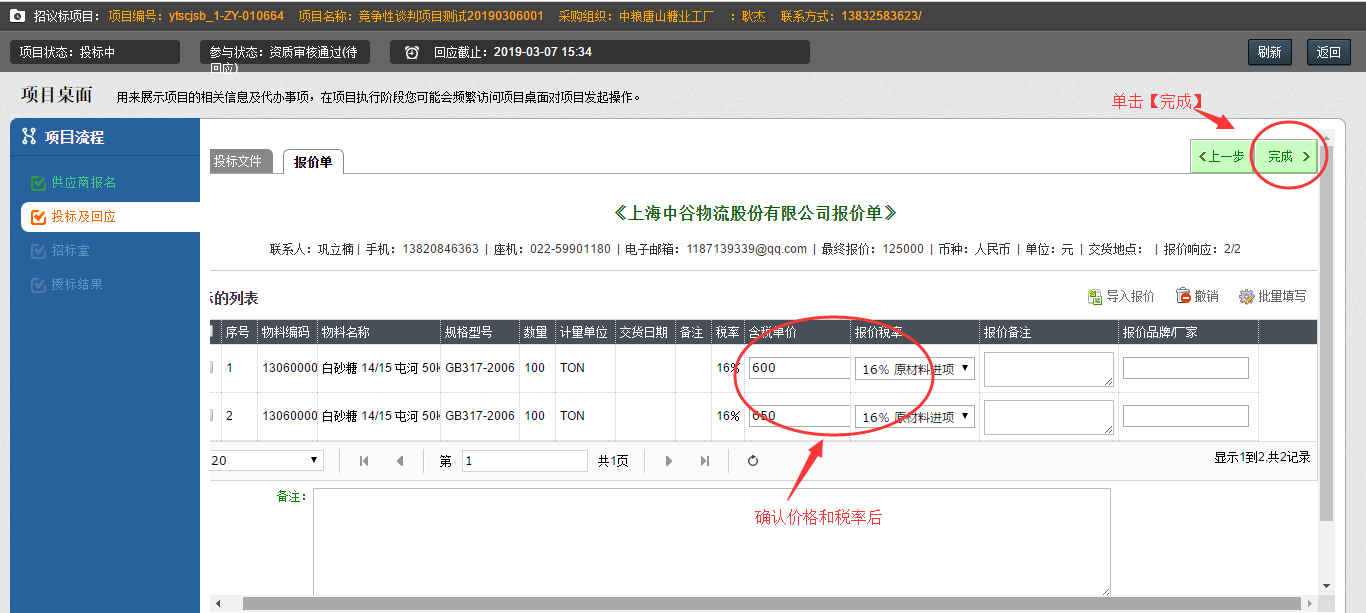 招议标项目: 项目编号: ytscjsb_1-ZY-010664 项目名称: 竞争性谈判项目测试20190306001 采购组织: 中粮唐山糖业工厂 : 耿杰 联系方式: 13832583623/
项目状态: 投标中 参与状态: 资质审核通过(待回应) 回应截止: 2019-03-07 15:34 刷新 返回
项目桌面 用来展示项目的相关信息及代办事项，在项目执行阶段您可能会频繁访问项目桌面对项目发起操作。
单击【完成】
项目流程
供应商报名
投标及回应
招标室
授标结果
投标文件 报价单 上一步 完成
《上海中谷物流股份有限公司报价单》
联系人: 巩立楠 | 手机: 13820846363 | 座机: 022-59901180 | 电子邮箱: 1187139339@qq.com | 最终报价: 125000 | 币种: 人民币 | 单位: 元 | 交货地点: | 报价响应: 2/2
标的列表 导入报价 撤销 批量填写
序号 物料编码 物料名称 规格型号 数量 计量单位 交货日期 备注 税率 含税单价 报价税率 报价备注 报价品牌/厂家
1 13060000 白砂糖 14/15 屯河 50k GB317-2006 100 TON 16% 600 16% 原材料进项
2 13060000 白砂糖 14/15 屯河 50k GB317-2006 100 TON 16% 650 16% 原材料进项
20 第 1 共1页 显示1到2,共2记录
备注:
确认价格和税率后